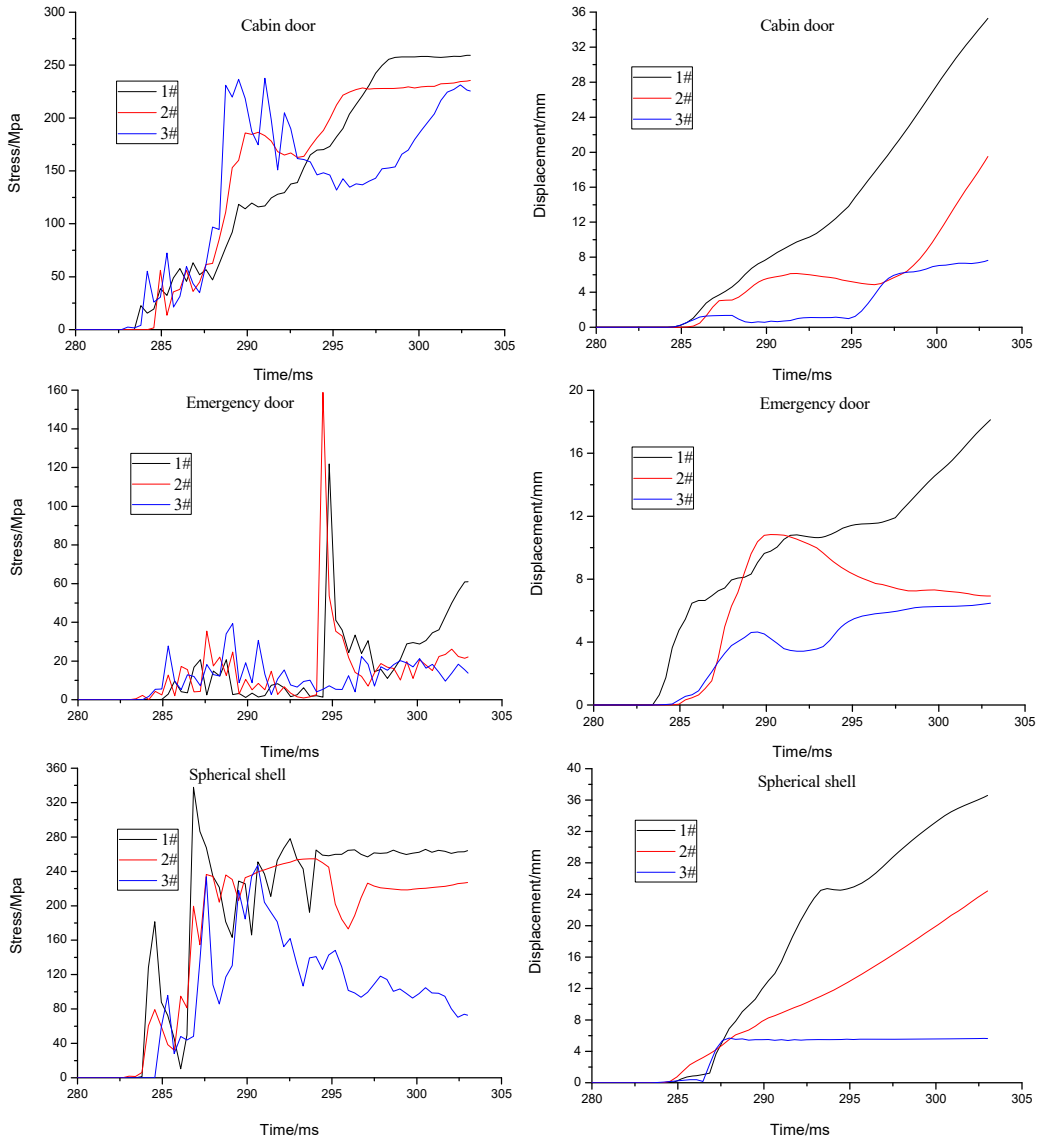 Cabin door
Stress/Mpa
300
250
200
150
100
50
0
1#
2#
3#
280 285 290 295 300 305
Time/ms
Cabin door
Displacement/mm
36
32
28
24
20
16
12
8
4
0
1#
2#
3#
280 285 290 295 300 305
Time/ms
Emergency door
Stress/Mpa
160
140
120
100
80
60
40
20
0
1#
2#
3#
280 285 290 295 300 305
Time/ms
Emergency door
Displacement/mm
20
16
12
8
4
0
1#
2#
3#
280 285 290 295 300 305
Time/ms
Spherical shell
Stress/Mpa
360
320
280
240
200
160
120
80
40
0
1#
2#
3#
280 285 290 295 300 305
Time/ms
Spherical shell
Displacement/mm
40
36
32
28
24
20
16
12
8
4
0
1#
2#
3#
280 285 290 295 300 305
Time/ms